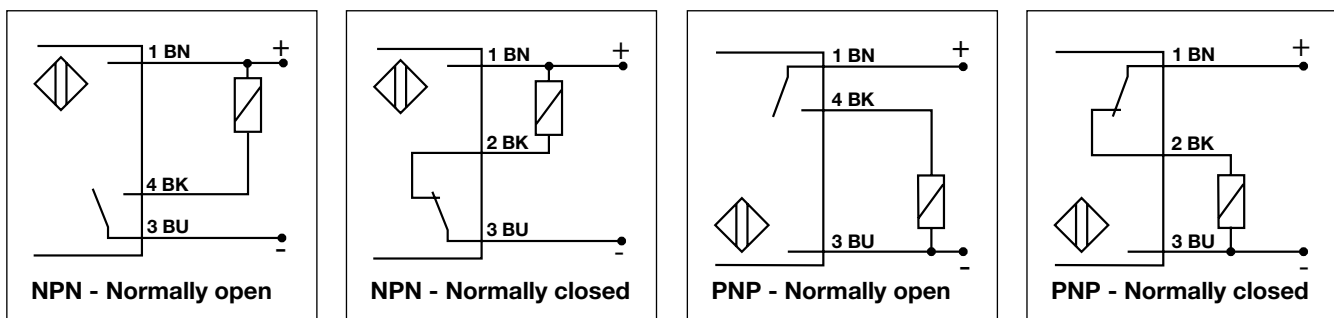 1 BN
+
4 BK
3 BU
-
NPN - Normally open
1 BN
+
2 BK
3 BU
-
NPN - Normally closed
1 BN
+
4 BK
3 BU
-
PNP - Normally open
1 BN
+
2 BK
3 BU
-
PNP - Normally closed